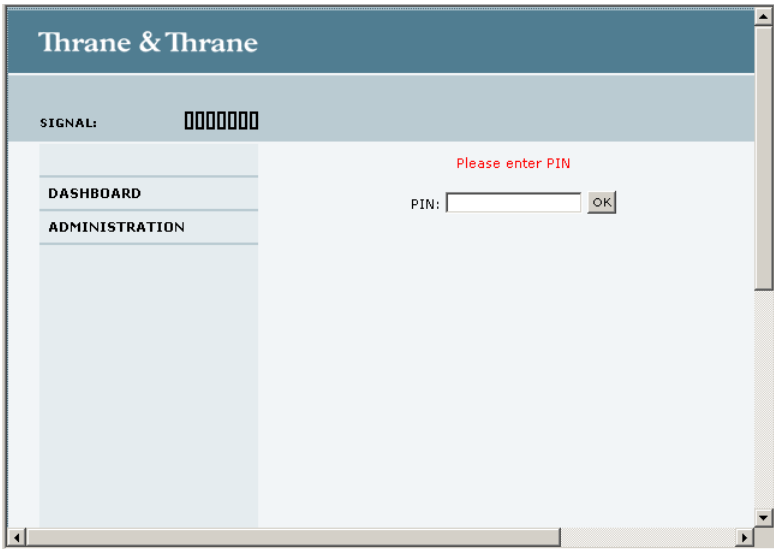 Thrane & Thrane
SIGNAL:
Please enter PIN
DASHBOARD
PIN: OK
ADMINISTRATION